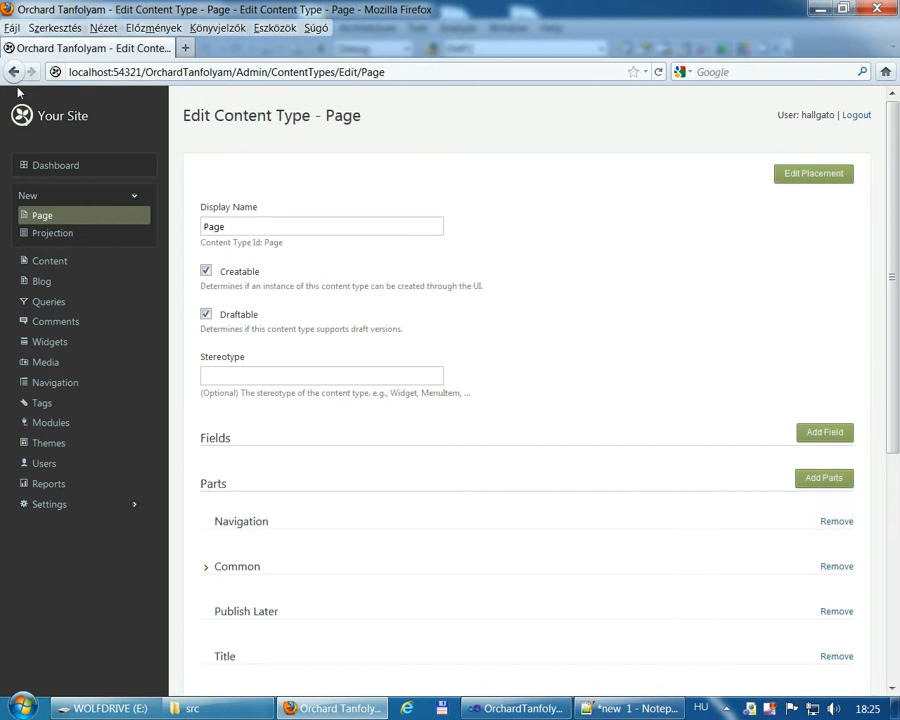 Orchard Tanfolyam - Edit Content Type - Page - Edit Content Type - Page - Mozilla Firefox
Fájl Szerkesztés Nézet Előzmények Könyvjelzők Eszközök Súgó
Orchard Tanfolyam - Edit Conte...
localhost:54321/OrchardTanfolyam/Admin/ContentTypes/Edit/Page
Google
Your Site
Edit Content Type - Page
User: hallgato | Logout
Dashboard
New
Page
Projection
Content
Blog
Queries
Comments
Widgets
Media
Navigation
Tags
Modules
Themes
Users
Reports
Settings
Edit Placement
Display Name
Page
Content Type Id: Page
Creatable
Determines if an instance of this content type can be created through the UI.
Draftable
Determines if this content type supports draft versions.
Stereotype
(Optional) The stereotype of the content type. e.g., Widget, MenuItem, ...
Fields
Add Field
Parts
Add Parts
Navigation
Remove
Common
Remove
Publish Later
Remove
Title
Remove
WOLFDRIVE (E:)
src
Orchard Tanfolyam...
OrchardTanfolyam...
*new 1 - Notep...
HU
18:25